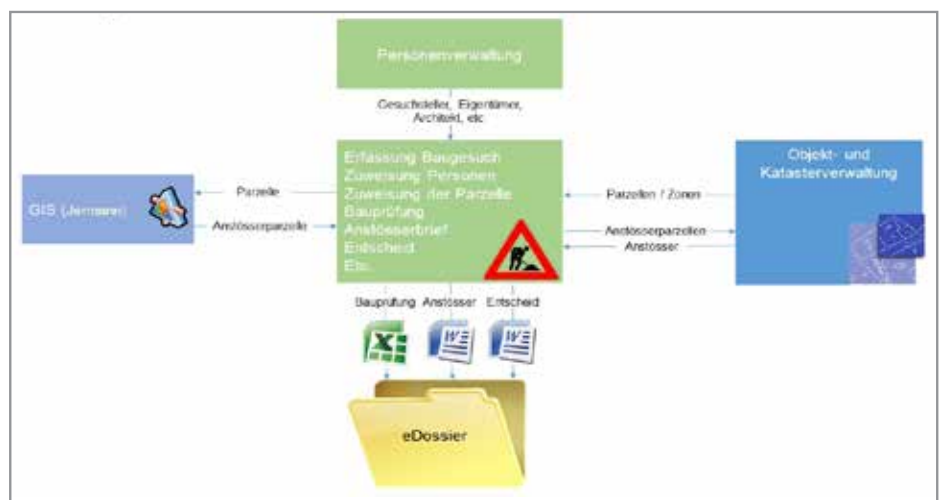 Personenverwaltung
Gesuchsteller, Eigentümer,
Architekt, etc
Erfassung Baugesuch
Zuweisung Personen
Zuweisung der Parzelle
Bauprüfung
Anstösserbrief
Entscheid
Etc.
GIS (Jermann)
Parzelle
Anstösserparzelle
Objekt- und
Katasterverwaltung
Parzellen / Zonen
Anstösserparzellen
Anstösser
Bauprüfung Anstösser Entscheid
eDossier